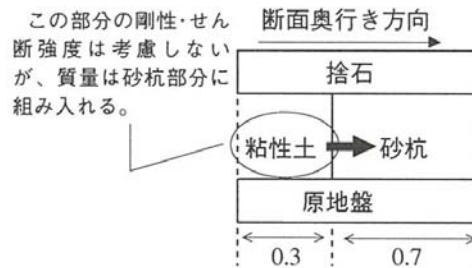 この部分の剛性・せん
断強度は考慮しない
が、質量は砂杭部分に
組み入れる。
断面奥行き方向
捨石
粘性土
砂杭
原地盤
0.3
0.7